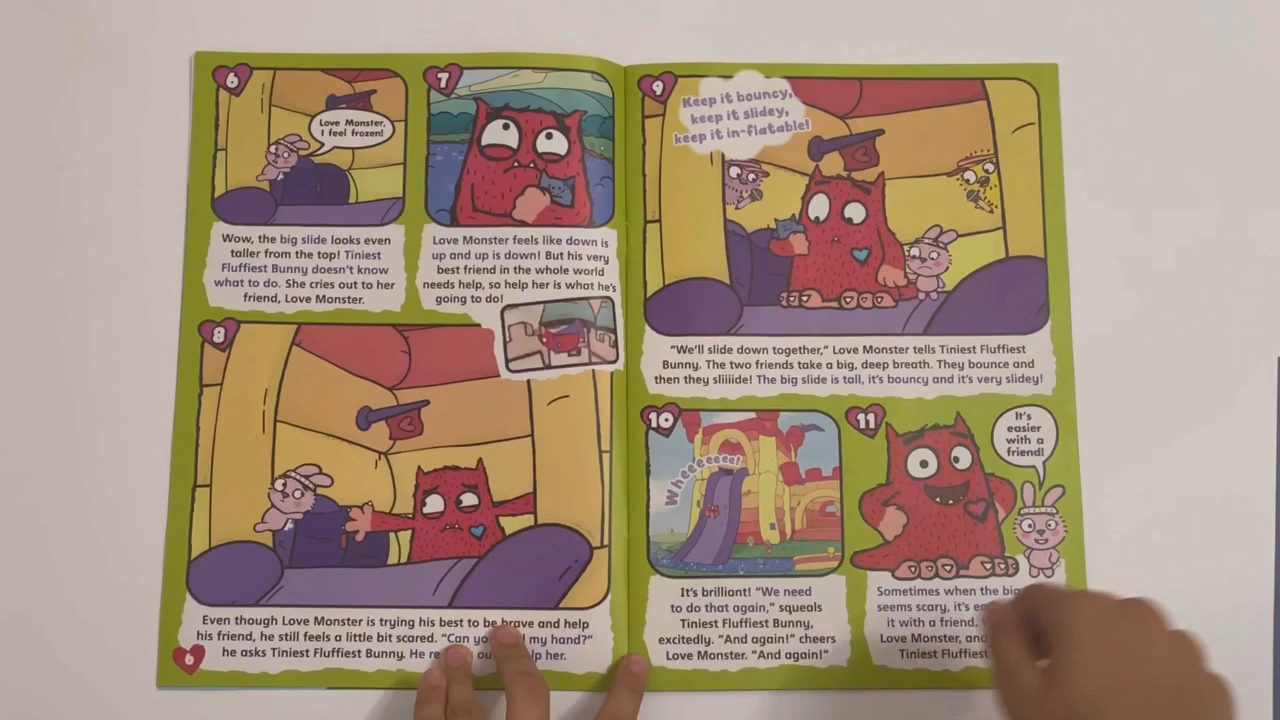 6
Love Monster,
I feel frozen!
Wow, the big slide looks even
taller from the top! Tiniest
Fluffiest Bunny doesn't know
what to do. She cries out to her
friend, Love Monster.
7
Love Monster feels like down is
up and up is down! But his very
best friend in the whole world
needs help, so help her is what he's
going to do!
8
Even though Love Monster is trying his best to be brave and help
his friend, he still feels a little bit scared. "Can my hand?"
he asks Tiniest Fluffiest Bunny. He her.
6
9
Keep it bouncy,
keep it slidey,
keep it in-flatable!
"We'll slide down together," Love Monster tells Tiniest Fluffiest
Bunny. The two friends take a big, deep breath. They bounce and
then they sliiiide! The big slide is tall, it's bouncy and it's very slidey!
10
Wheeeeeee!
It's brilliant! "We need
to do that again," squeals
Tiniest Fluffiest Bunny,
excitedly. "And again!" cheers
Love Monster. "And again!"
11
It's
easier
with a
friend!
Sometimes when the big
seems scary, it's
it with a friend.
Love Monster, and
Tiniest Fluffiest